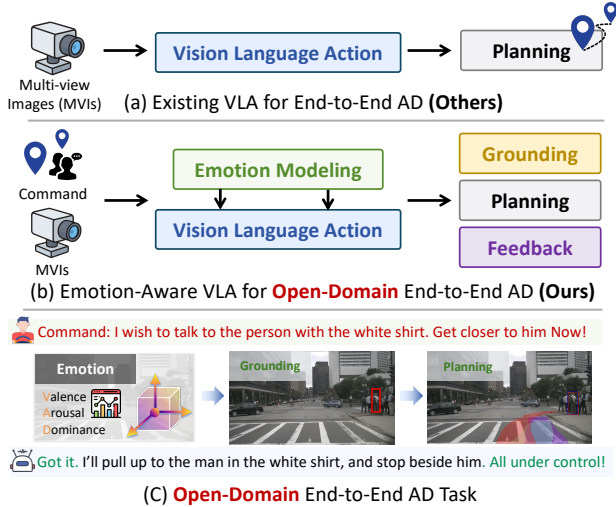 Multi-view
Images (MVIs)
Vision Language Action
Planning
(a) Existing VLA for End-to-End AD (Others)
Command
MVIs
Emotion Modeling
Vision Language Action
Grounding
Planning
Feedback
(b) Emotion-Aware VLA for Open-Domain End-to-End AD (Ours)
Command: I wish to talk to the person with the white shirt. Get closer to him Now!
Emotion
Valence
Arousal
Dominance
Grounding
Planning
Got it. I'll pull up to the man in the white shirt, and stop beside him. All under control!
(C) Open-Domain End-to-End AD Task